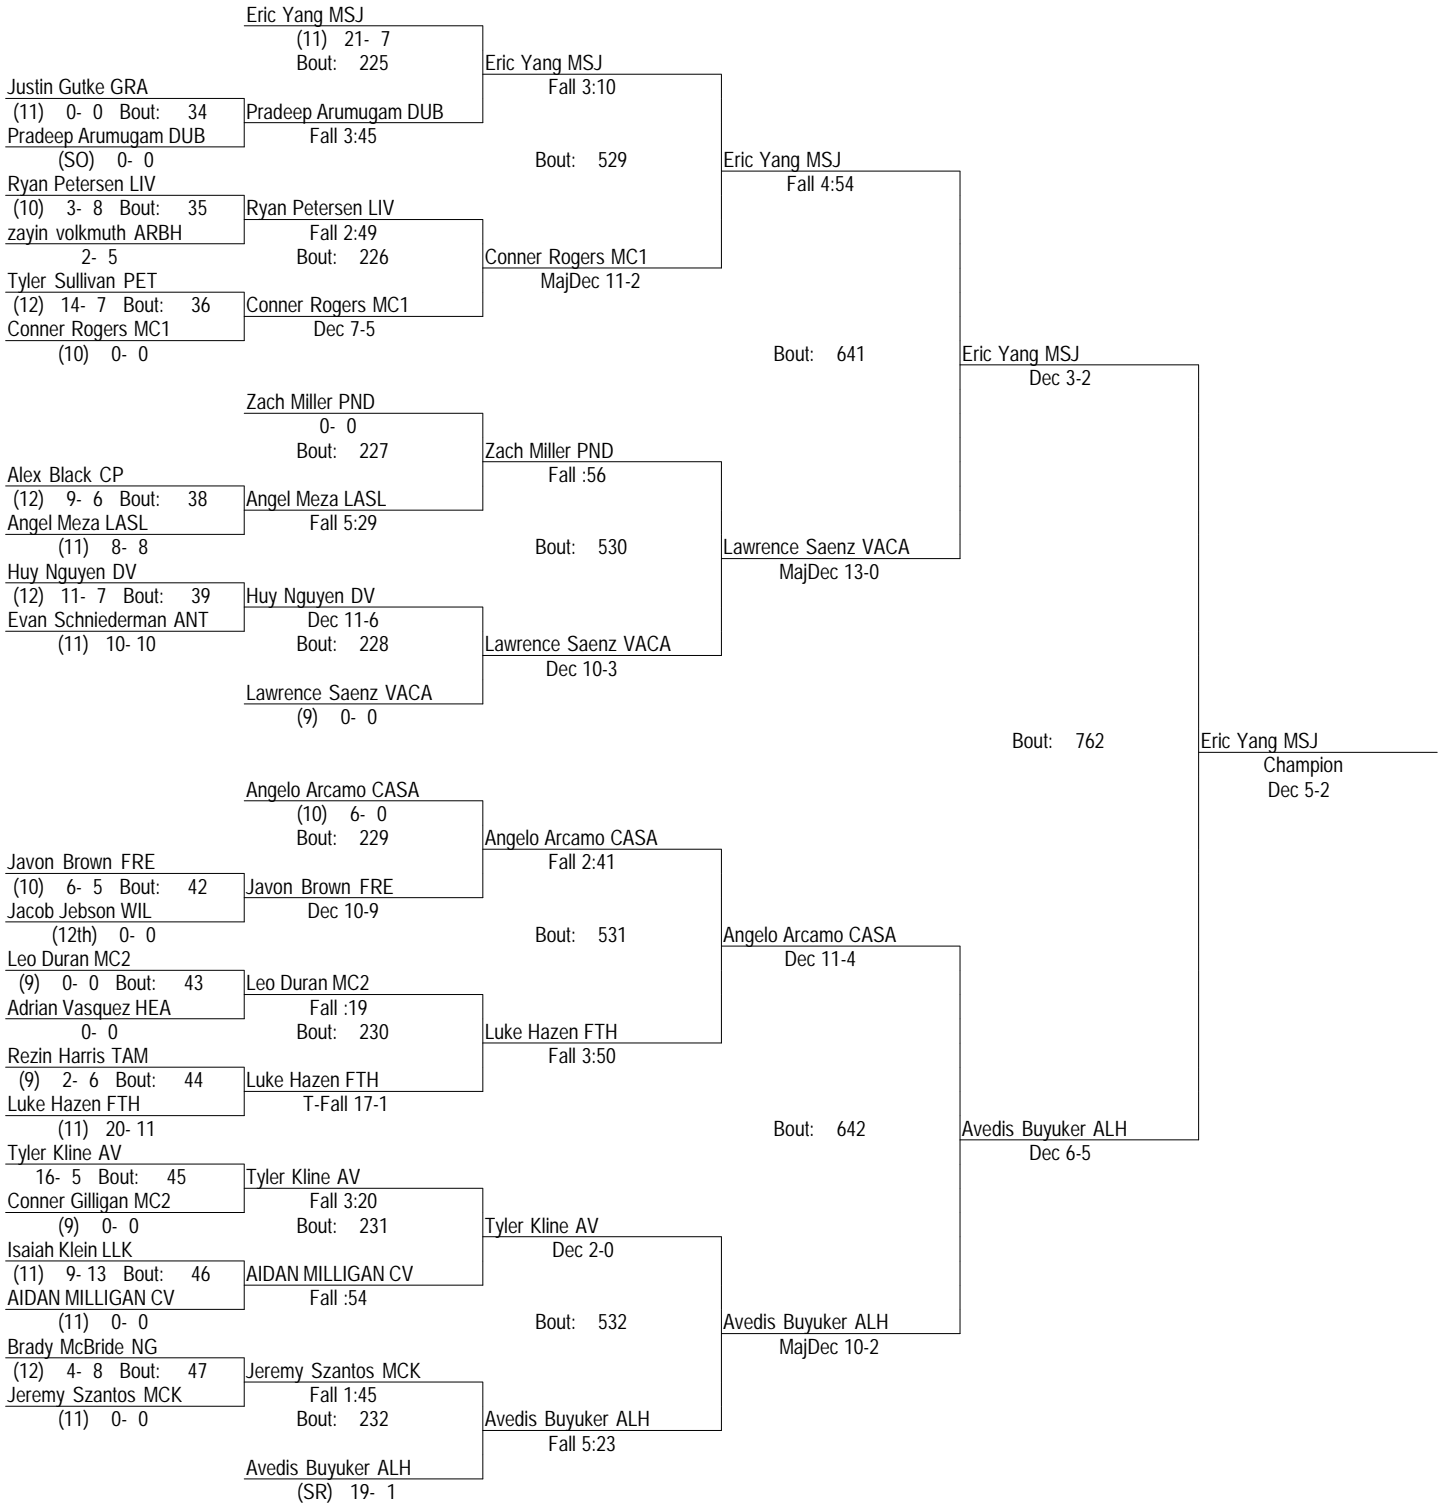 Eric Yang MSJ
(11) 21- 7
Bout: 225
Eric Yang MSJ
Fall 3:10
Justin Gutke GRA
(11) 0- 0 Bout: 34
Pradeep Arumugam DUB
Pradeep Arumugam DUB
Fall 3:45
(SO) 0- 0
Bout: 529
Eric Yang MSJ
Fall 4:54
Ryan Petersen LIV
(10) 3- 8 Bout: 35
Ryan Petersen LIV
zayin volkmuth ARBH
Fall 2:49
2- 5
Bout: 226
Conner Rogers MC1
MajDec 11-2
Tyler Sullivan PET
(12) 14- 7 Bout: 36
Conner Rogers MC1
Conner Rogers MC1
Dec 7-5
(10) 0- 0
Bout: 641
Eric Yang MSJ
Dec 3-2
Zach Miller PND
0- 0
Bout: 227
Zach Miller PND
Fall :56
Alex Black CP
(12) 9- 6 Bout: 38
Angel Meza LASL
Angel Meza LASL
Fall 5:29
(11) 8- 8
Bout: 530
Lawrence Saenz VACA
MajDec 13-0
Huy Nguyen DV
(12) 11- 7 Bout: 39
Huy Nguyen DV
Evan Schniederman ANT
Dec 11-6
(11) 10- 10
Bout: 228
Lawrence Saenz VACA
Dec 10-3
Lawrence Saenz VACA
(9) 0- 0
Bout: 762
Eric Yang MSJ
Champion
Dec 5-2
Angelo Arcamo CASA
(10) 6- 0
Bout: 229
Angelo Arcamo CASA
Fall 2:41
Javon Brown FRE
(10) 6- 5 Bout: 42
Javon Brown FRE
Jacob Jebson WIL
Dec 10-9
(12th) 0- 0
Bout: 531
Angelo Arcamo CASA
Dec 11-4
Leo Duran MC2
(9) 0- 0 Bout: 43
Leo Duran MC2
Adrian Vasquez HEA
Fall :19
0- 0
Bout: 230
Luke Hazen FTH
Fall 3:50
Rezin Harris TAM
(9) 2- 6 Bout: 44
Luke Hazen FTH
Luke Hazen FTH
T-Fall 17-1
(11) 20- 11
Bout: 642
Avedis Buyuker ALH
Dec 6-5
Tyler Kline AV
16- 5 Bout: 45
Tyler Kline AV
Conner Gilligan MC2
Fall 3:20
(9) 0- 0
Bout: 231
Tyler Kline AV
Dec 2-0
Isaiah Klein LLK
(11) 9- 13 Bout: 46
AIDAN MILLIGAN CV
AIDAN MILLIGAN CV
Fall :54
(11) 0- 0
Bout: 532
Avedis Buyuker ALH
MajDec 10-2
Brady McBride NG
(12) 4- 8 Bout: 47
Jeremy Szantos MCK
Jeremy Szantos MCK
Fall 1:45
(11) 0- 0
Bout: 232
Avedis Buyuker ALH
Fall 5:23
Avedis Buyuker ALH
(SR) 19- 1